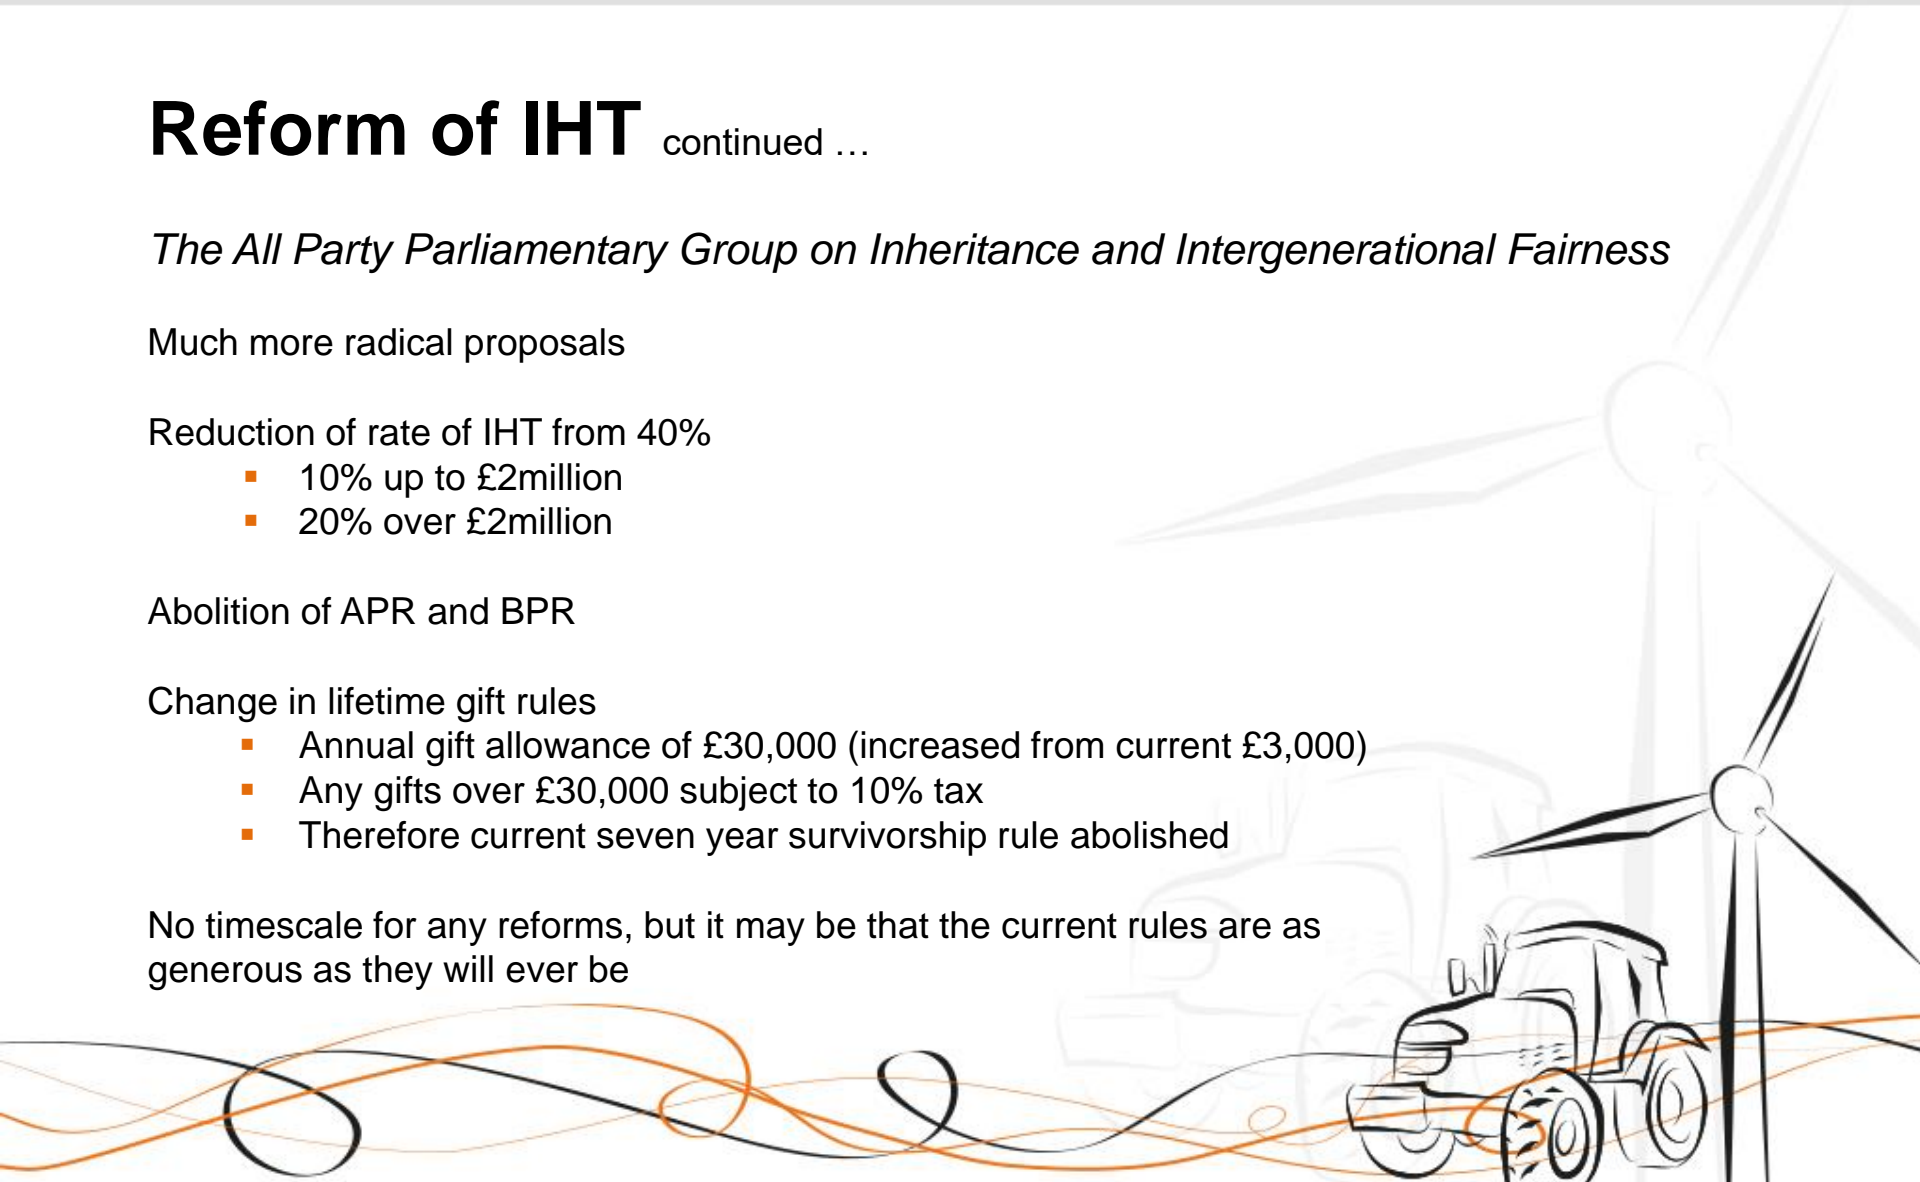 Reform of IHT continued …
The All Party Parliamentary Group on Inheritance and Intergenerational Fairness
Much more radical proposals
Reduction of rate of IHT from 40%
▪ 10% up to £2million
▪ 20% over £2million
Abolition of APR and BPR
Change in lifetime gift rules
▪ Annual gift allowance of £30,000 (increased from current £3,000)
▪ Any gifts over £30,000 subject to 10% tax
▪ Therefore current seven year survivorship rule abolished
No timescale for any reforms, but it may be that the current rules are as
generous as they will ever be